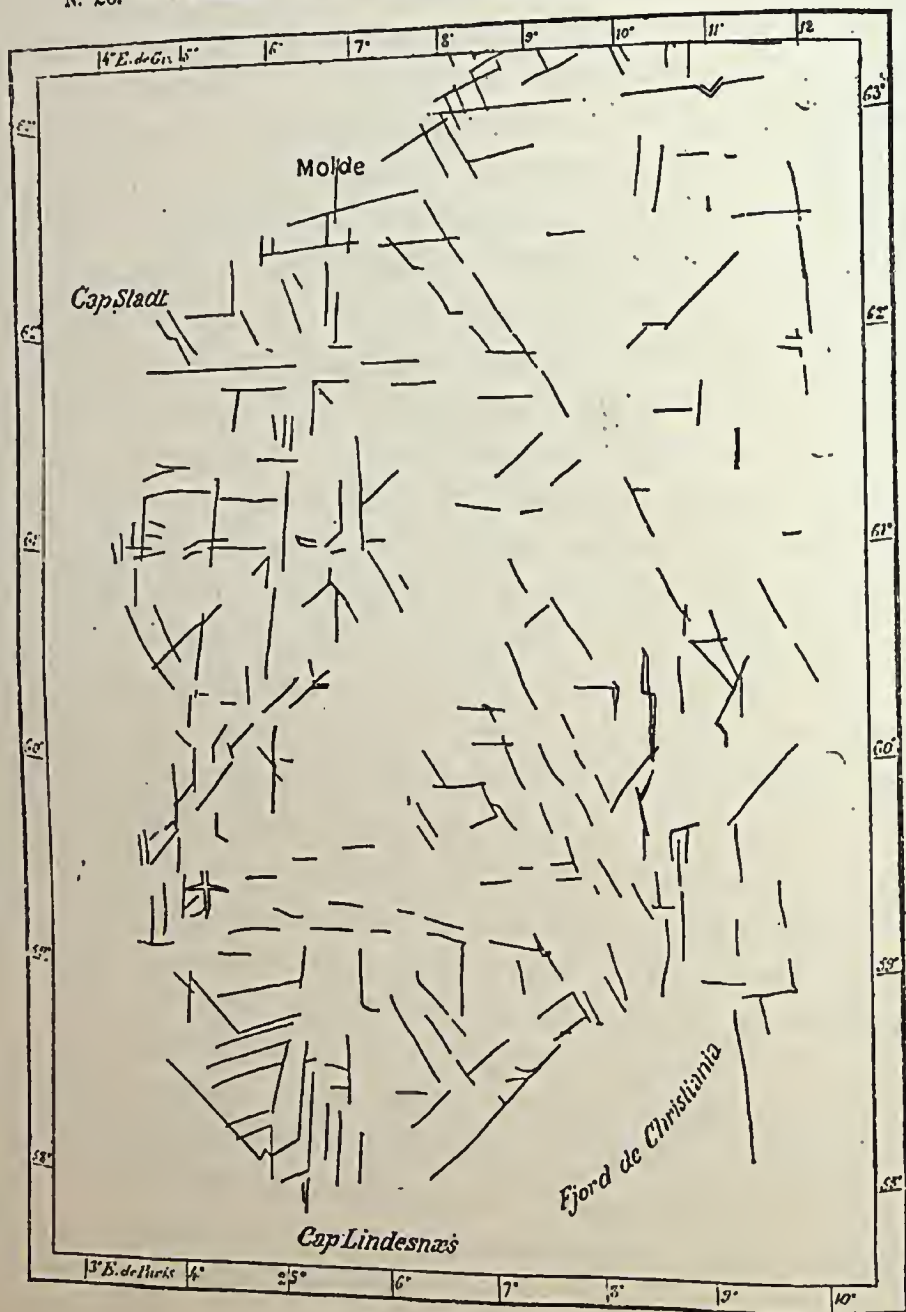 4° E. de Grr. 5° 6° 7° 8° 9° 10° 11° 12
63°
Molde
Cap Stadt
62° 62°
61° 61°
60° 60°
59° 59°
58° 58°
Fjord de Christiania
Cap Lindesnæs
3° E. de Paris 4° 5° 6° 7° 8° 9° 10°